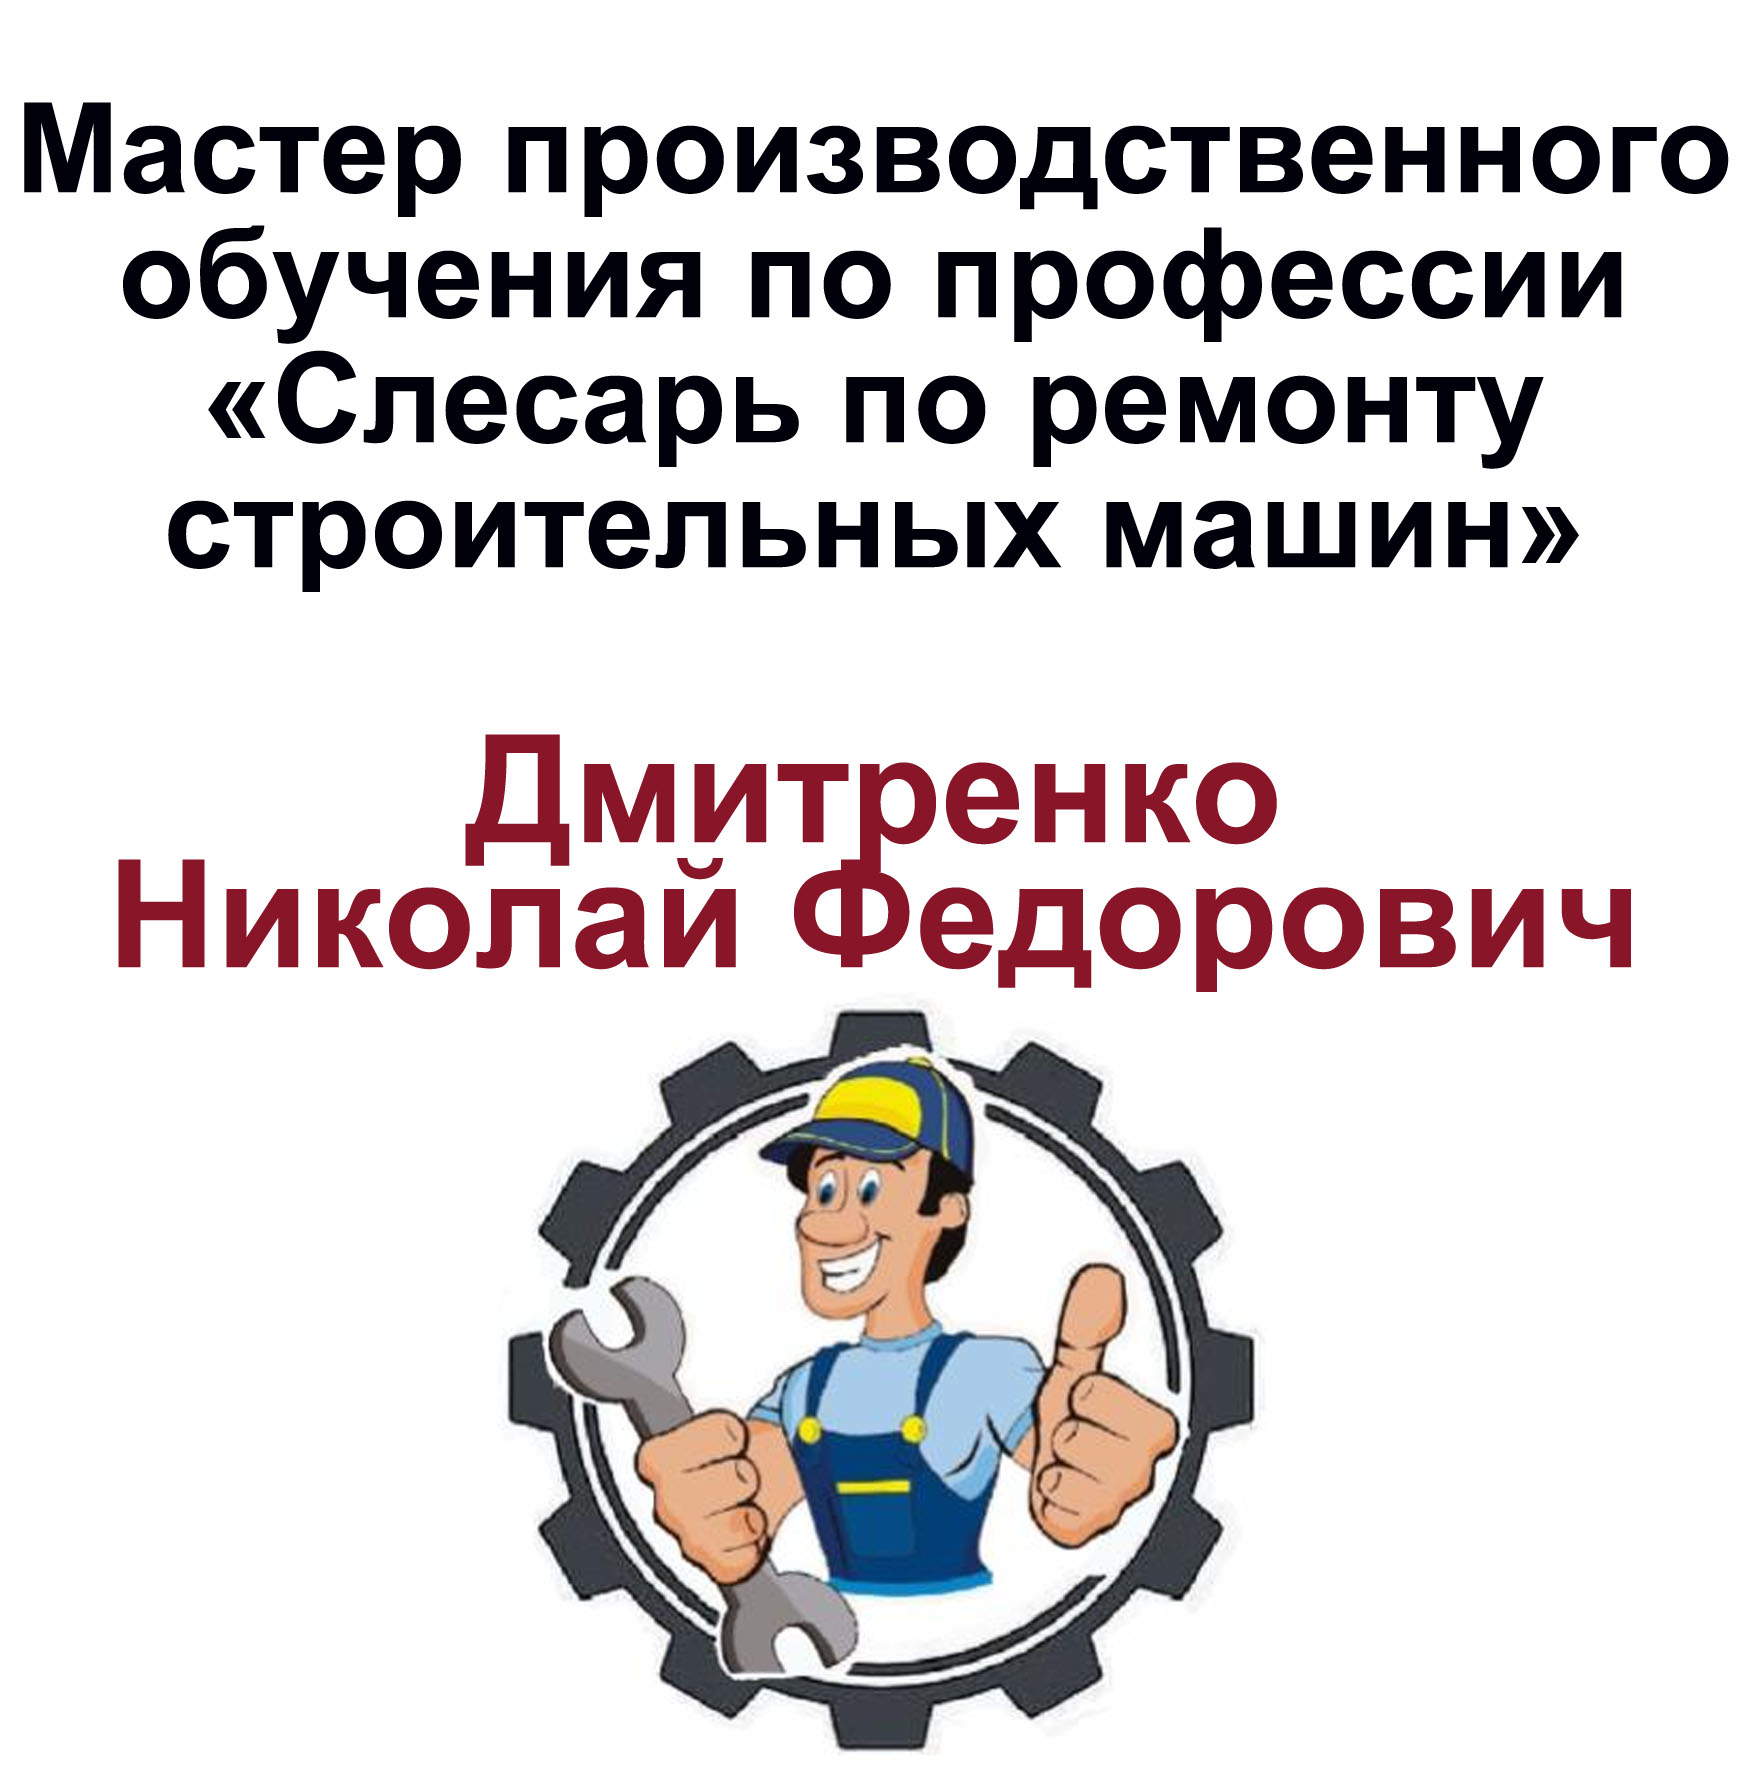 Мастер производственного
обучения по профессии
«Слесарь по ремонту
строительных машин»
Дмитренко
Николай Федорович